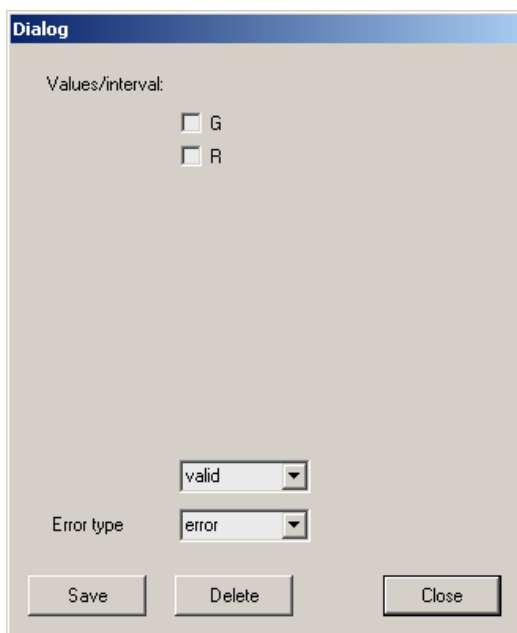 Dialog
Values/interval:
G
R
valid
Error type error
Save Delete Close